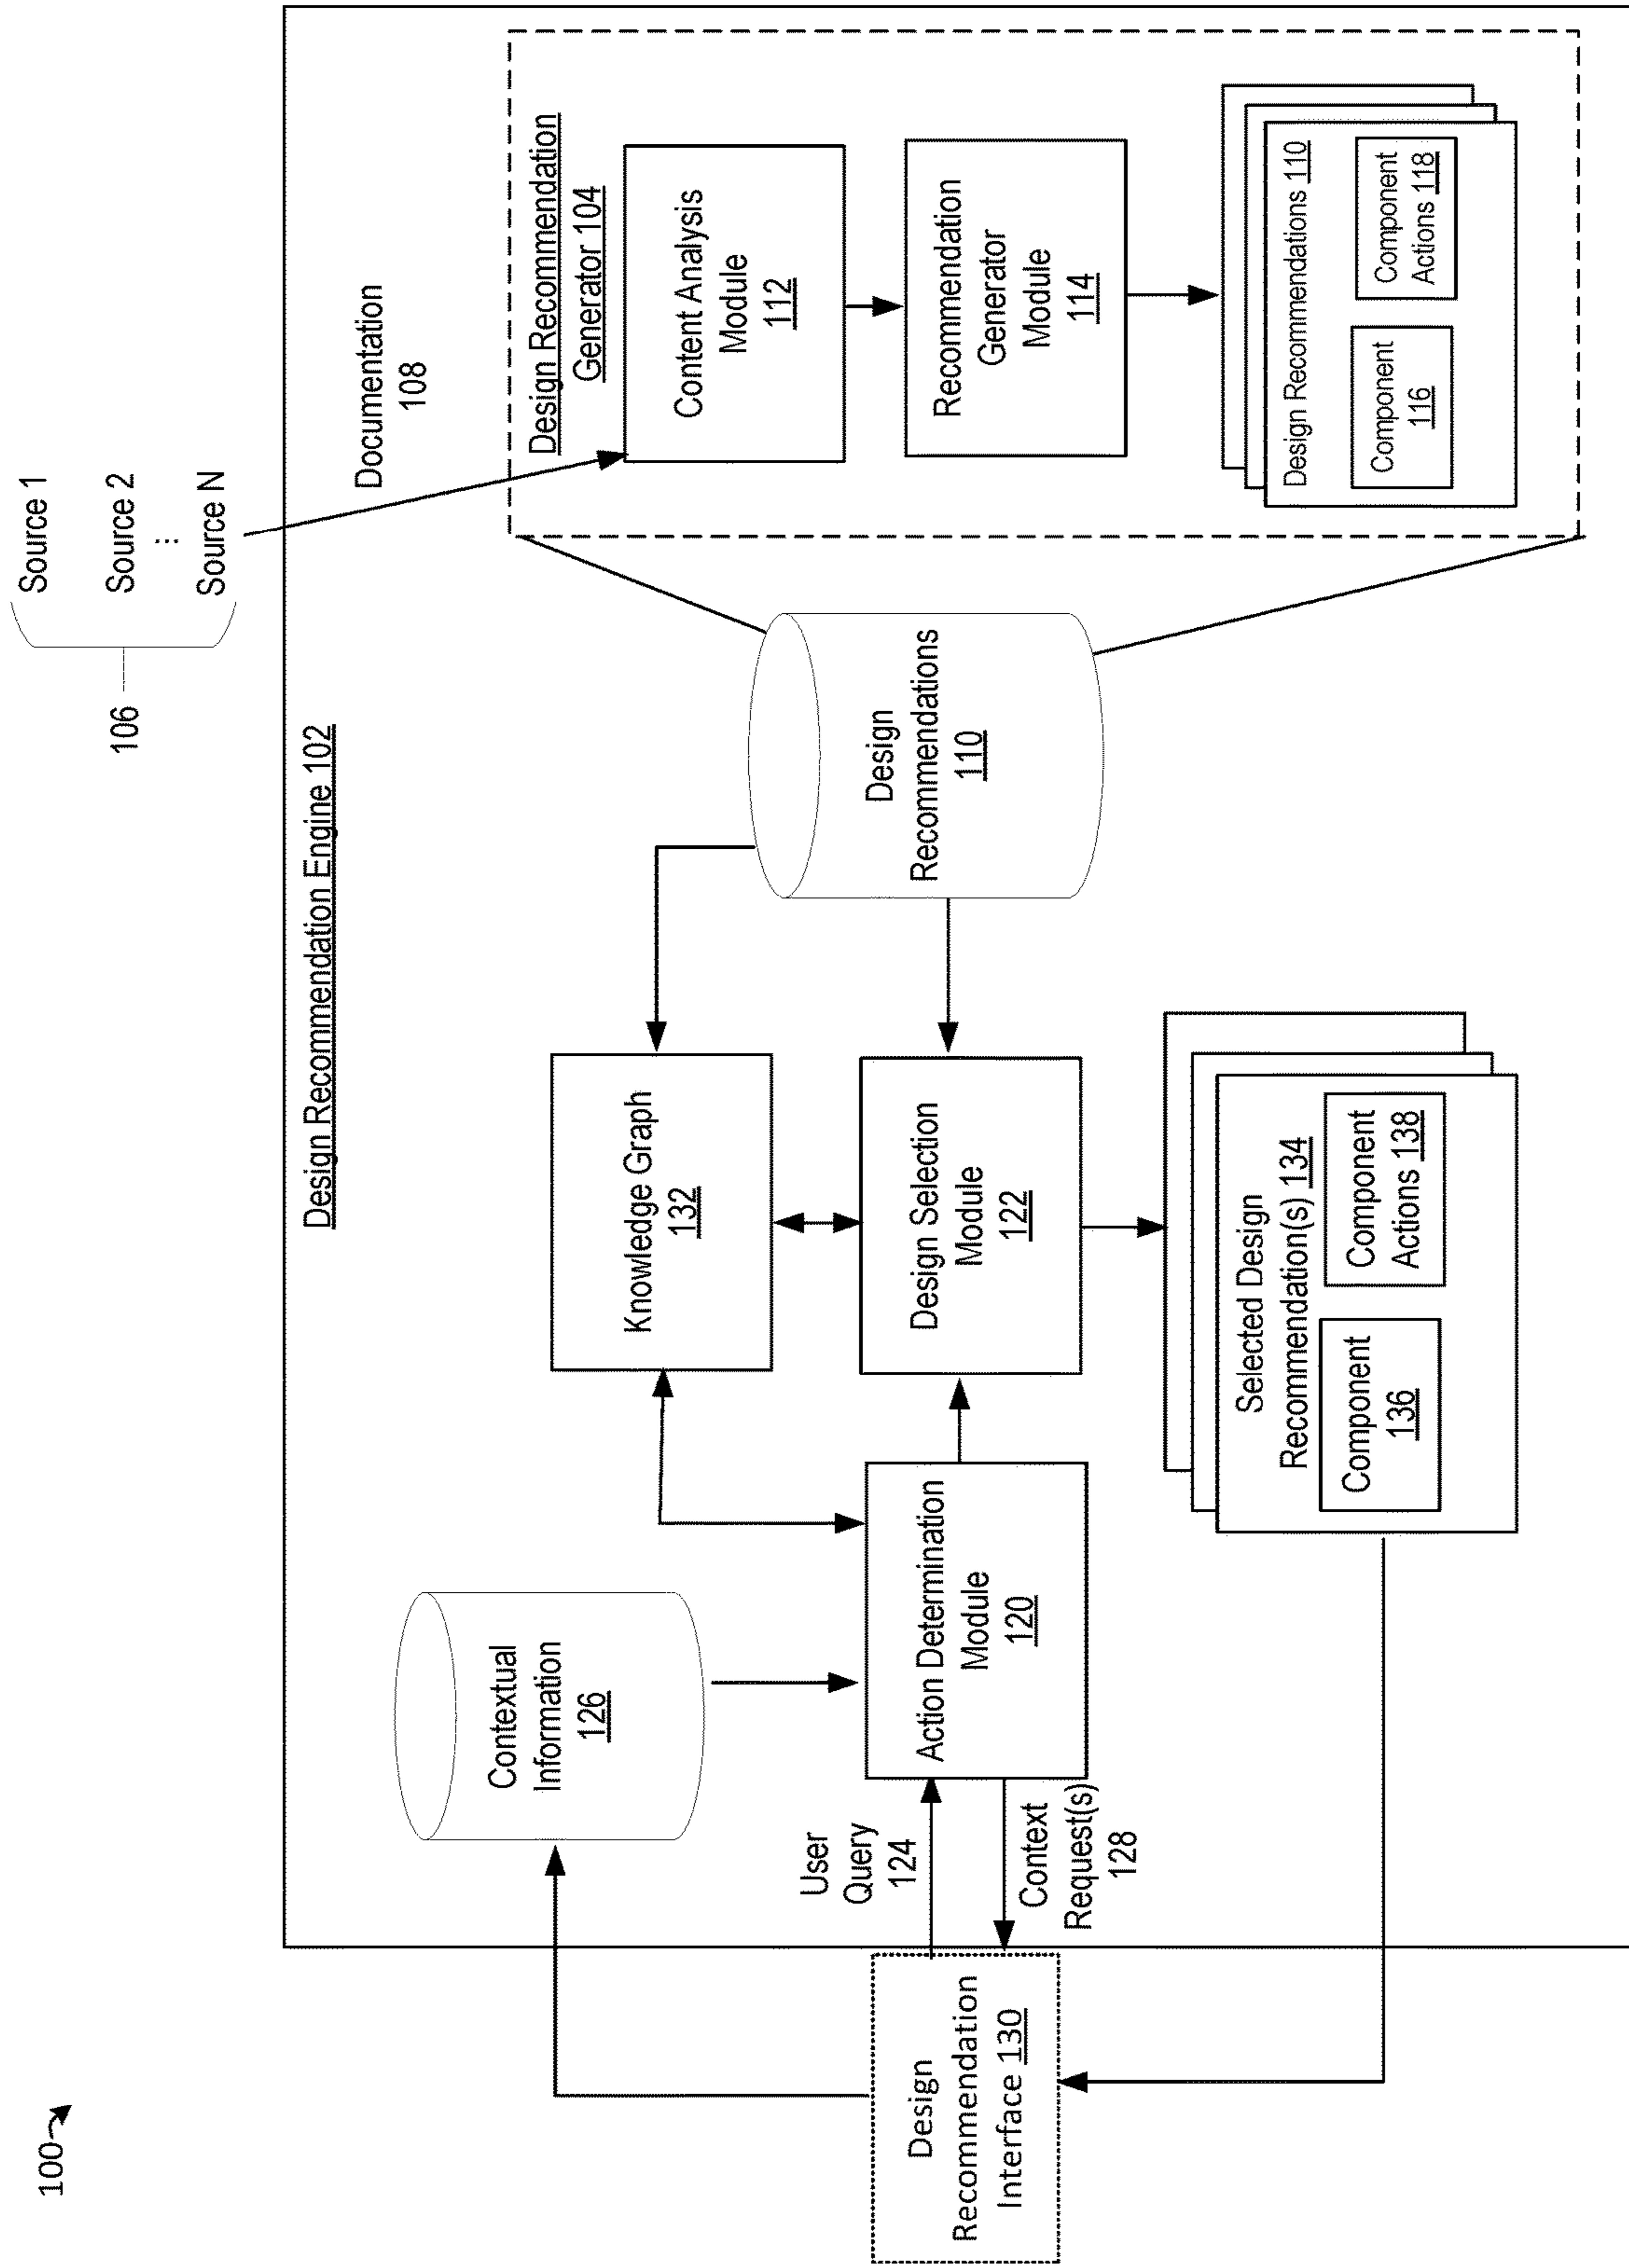 100
106
Source 1
Source 2
⋮
Source N
Design Recommendation Engine 102
Documentation
108
Design Recommendation
Generator 104
Content Analysis
Module
112
Recommendation
Generator
Module
114
Design Recommendations 110
Component
116
Component
Actions 118
Design
Recommendations
110
Knowledge Graph
132
Design Selection
Module
122
Selected Design
Recommendation(s) 134
Component
136
Component
Actions 138
Contextual
Information
126
Action Determination
Module
120
User
Query
124
Context
Request(s)
128
Design
Recommendation
Interface 130